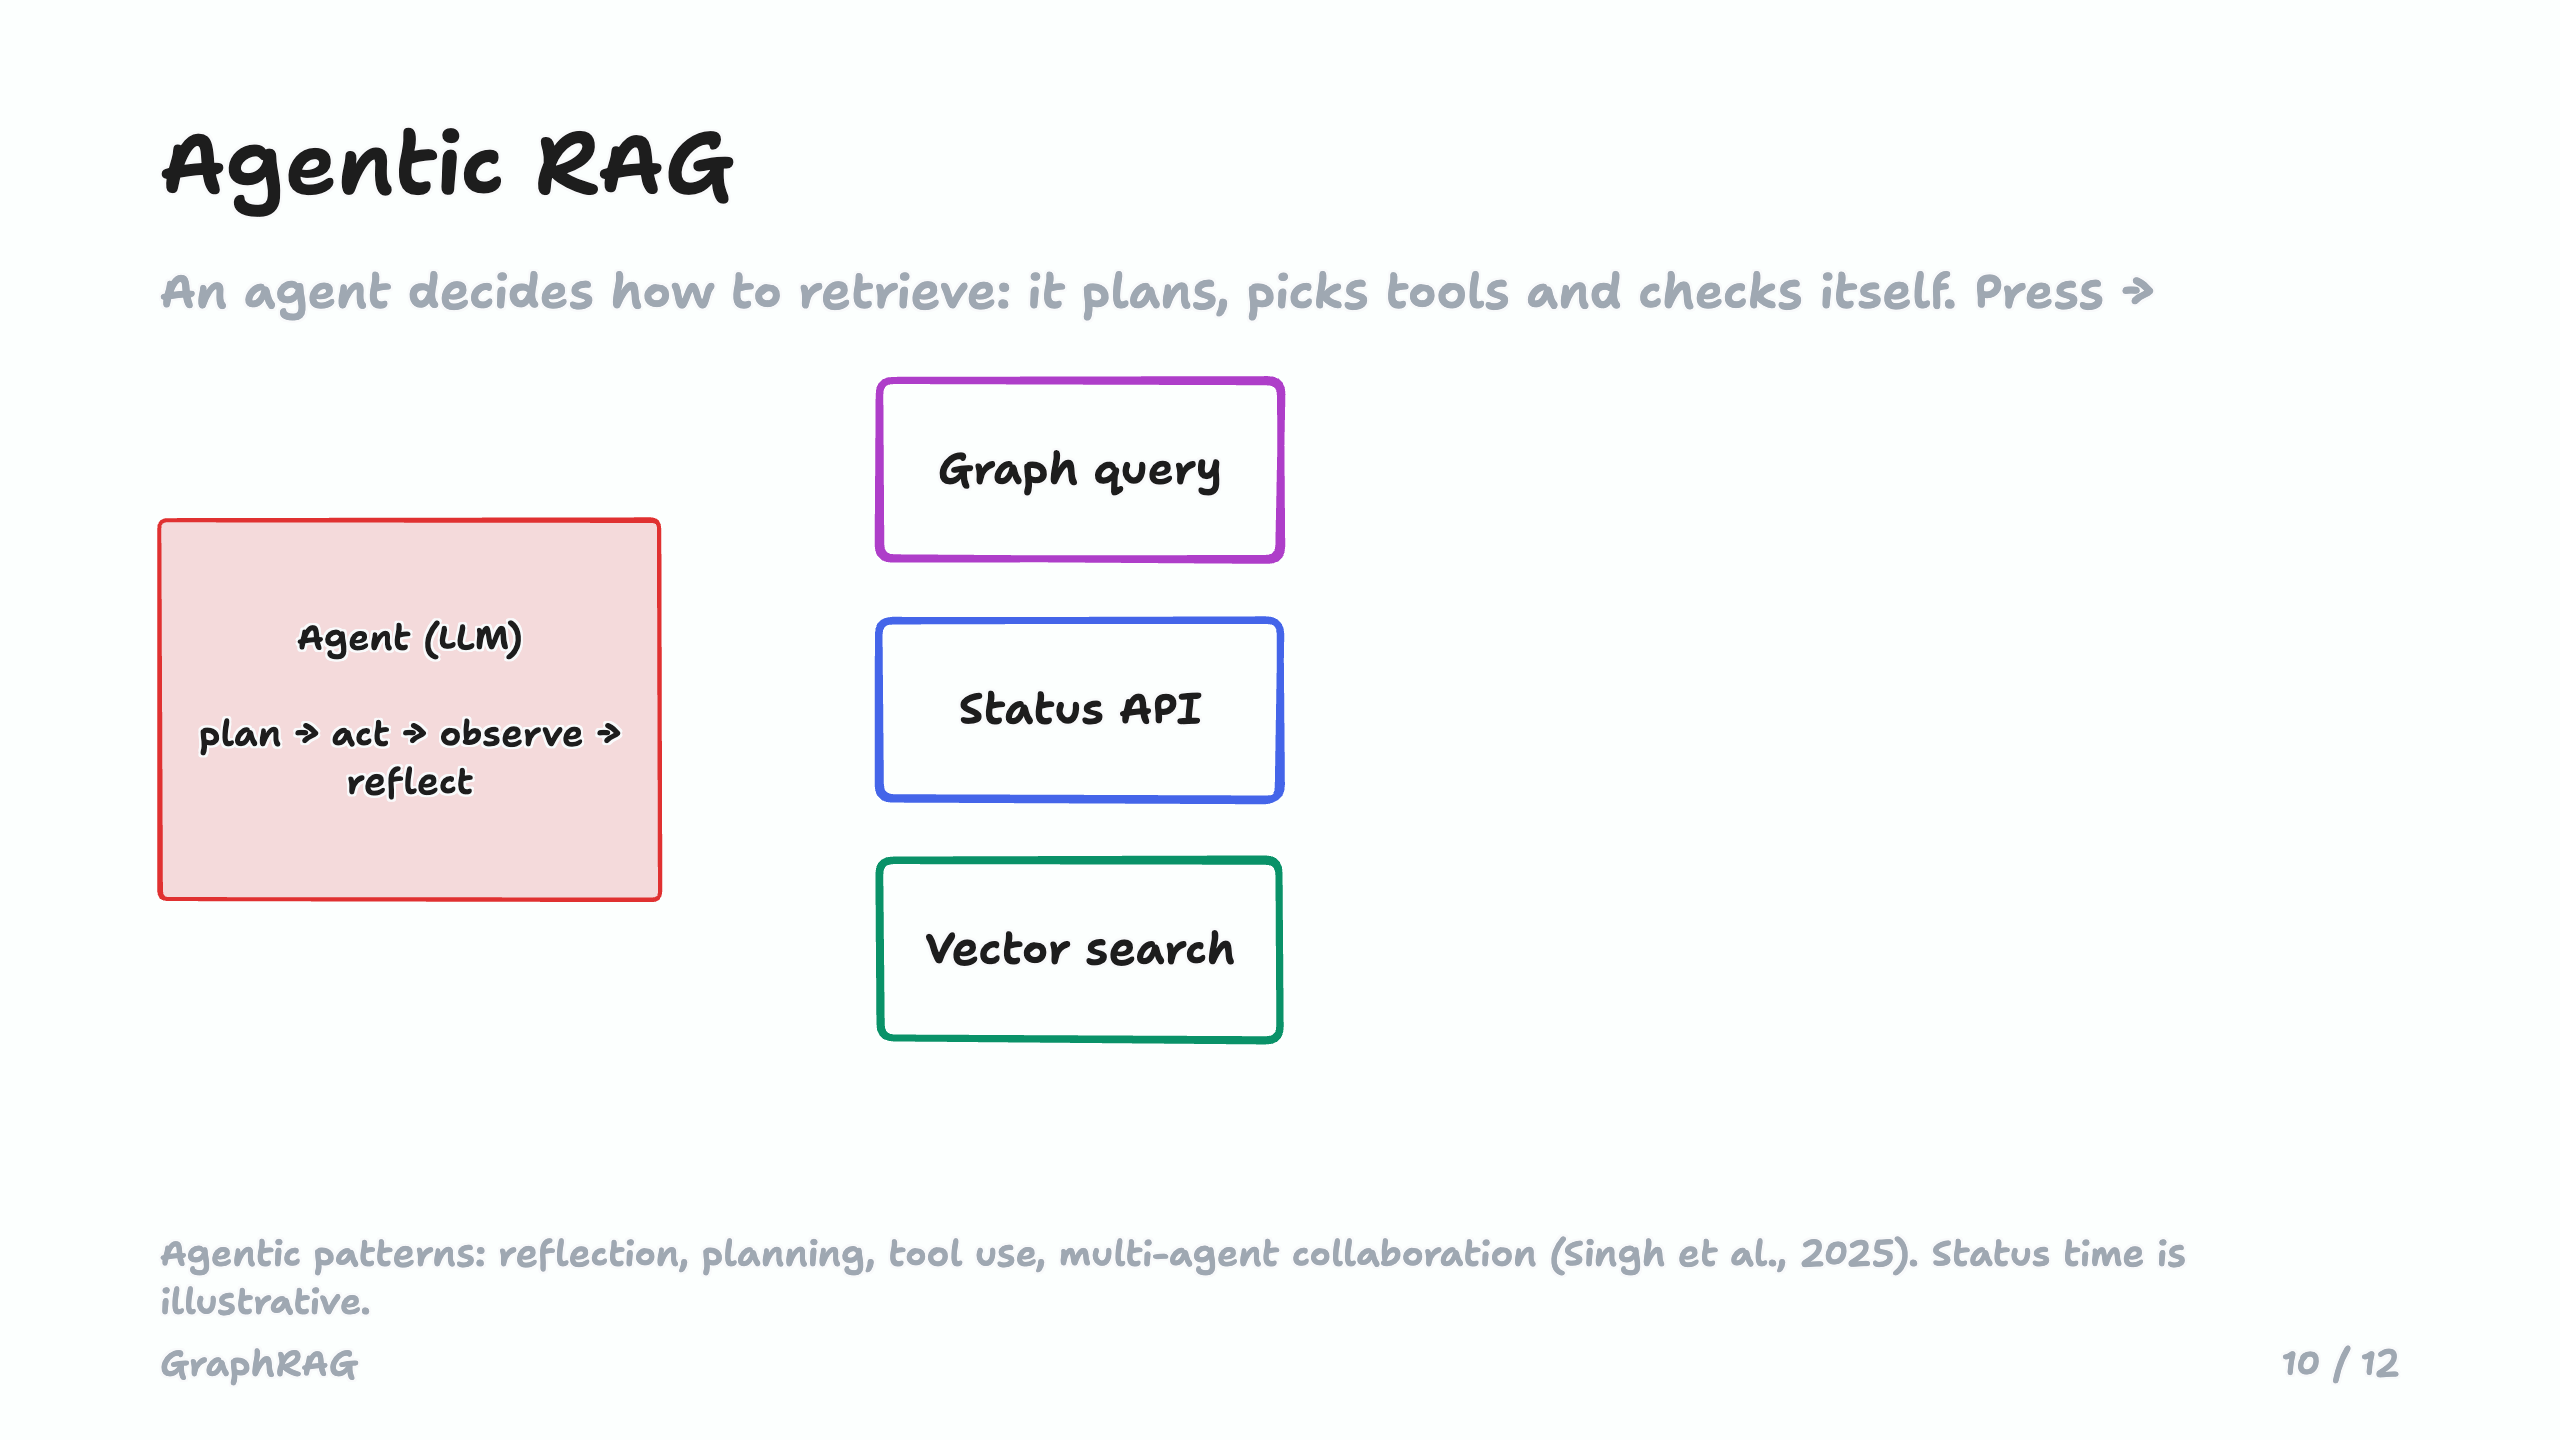 Agentic RAG
An agent decides how to retrieve: it plans, picks tools and checks itself. Press →
Graph query
Agent (LLM)
plan → act → observe →
reflect
Status API
Vector search
Agentic patterns: reflection, planning, tool use, multi-agent collaboration (Singh et al., 2025). Status time is
illustrative.
GraphRAG
10 / 12